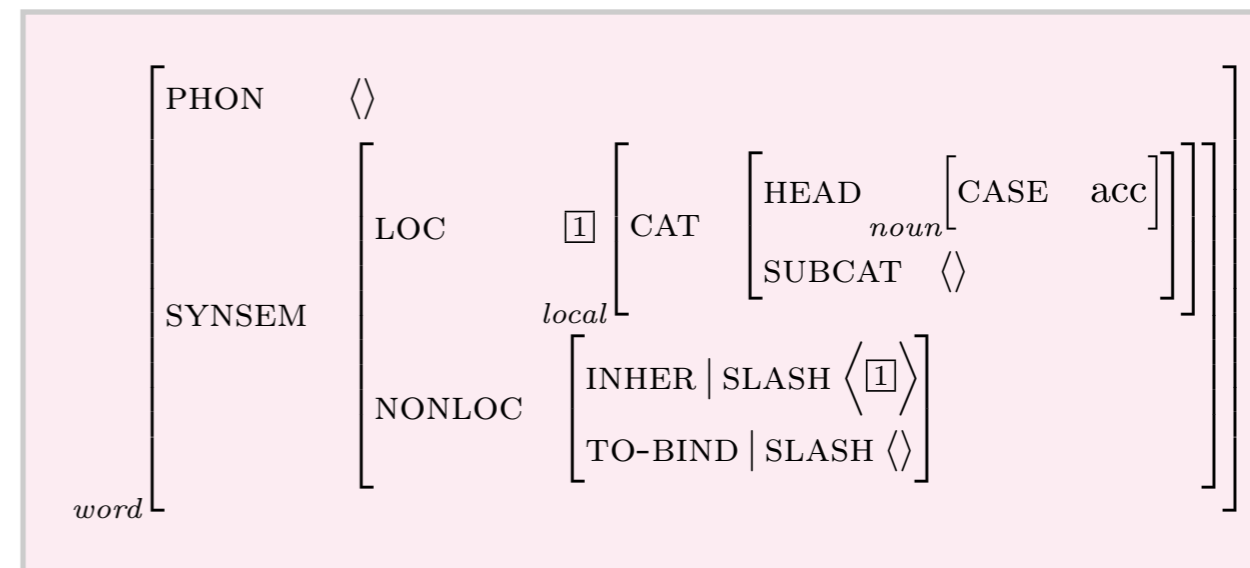 PHON ⟨⟩
HEAD noun[CASE acc]
LOC 1 CAT
SUBCAT ⟨⟩
SYNSEM local
INHER | SLASH ⟨1⟩
NONLOC
TO-BIND | SLASH ⟨⟩
word